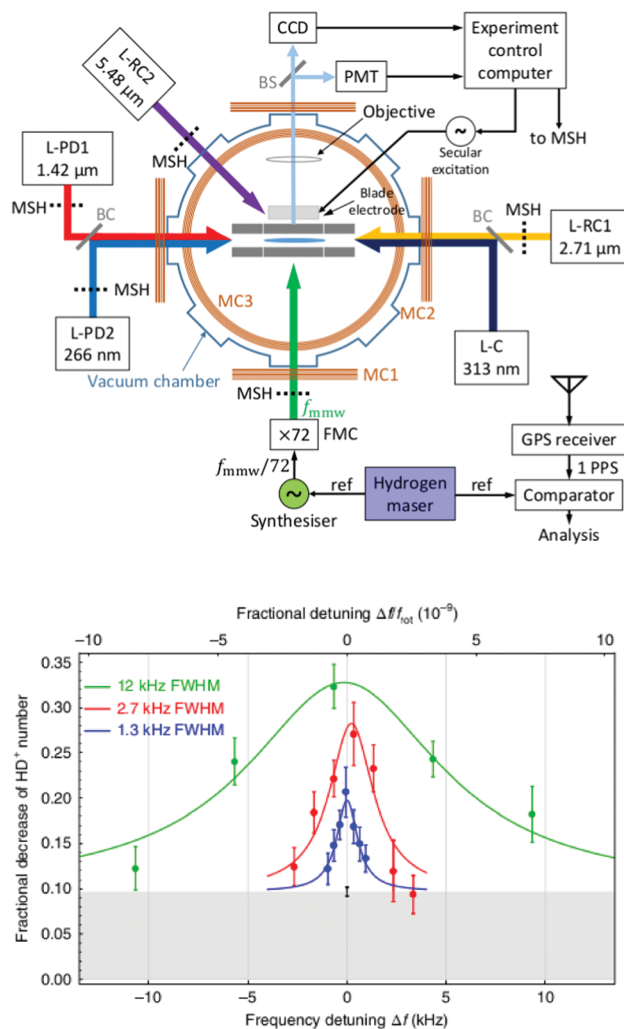 CCD
Experiment
control
computer
L-RC2
5.48 μm
BS
PMT
Objective
to MSH
~
Secular
excitation
L-PD1
1.42 μm
MSH
Blade
electrode
MSH
BC
BC
MSH
L-RC1
2.71 μm
MSH
MC3
MC2
L-PD2
266 nm
L-C
313 nm
Vacuum chamber
MC1
MSH
fmmw
×72
FMC
GPS receiver
fmmw/72
1 PPS
~
ref
Hydrogen
maser
ref
Comparator
Synthesiser
Analysis
Fractional detuning Δf/frot (10⁻⁹)
−10 −5 0 5 10
0.35
0.30
0.25
0.20
0.15
0.10
0.05
0.00
12 kHz FWHM
2.7 kHz FWHM
1.3 kHz FWHM
Fractional decrease of HD⁺ number
−10 −5 0 5 10
Frequency detuning Δf (kHz)